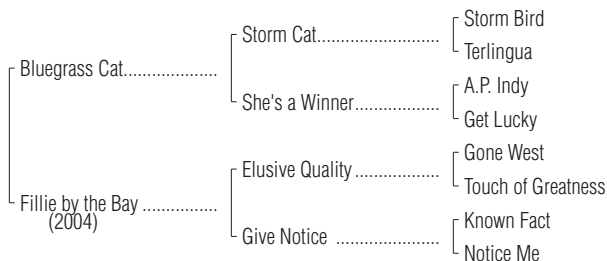 Storm Bird
Storm Cat........................
Terlingua
Bluegrass Cat...................
A.P. Indy
She's a Winner.................
Get Lucky
Gone West
Elusive Quality .................
Touch of Greatness
Fillie by the Bay ...............
(2004)
Known Fact
Give Notice .....................
Notice Me